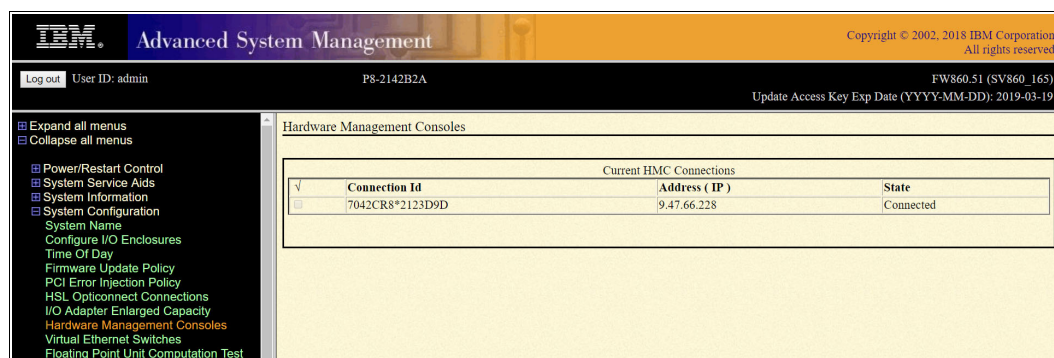 IBM® Advanced System Management
Copyright © 2002, 2018 IBM Corporation
All rights reserved
Log out User ID: admin P8-2142B2A FW860.51 (SV860_165)
Update Access Key Exp Date (YYYY-MM-DD): 2019-03-19
Expand all menus
Collapse all menus
Power/Restart Control
System Service Aids
System Information
System Configuration
System Name
Configure I/O Enclosures
Time Of Day
Firmware Update Policy
PCI Error Injection Policy
HSL Opticonnect Connections
I/O Adapter Enlarged Capacity
Hardware Management Consoles
Virtual Ethernet Switches
Floating Point Unit Computation Test
Hardware Management Consoles
Current HMC Connections
√ Connection Id Address ( IP ) State
7042CR8*2123D9D 9.47.66.228 Connected